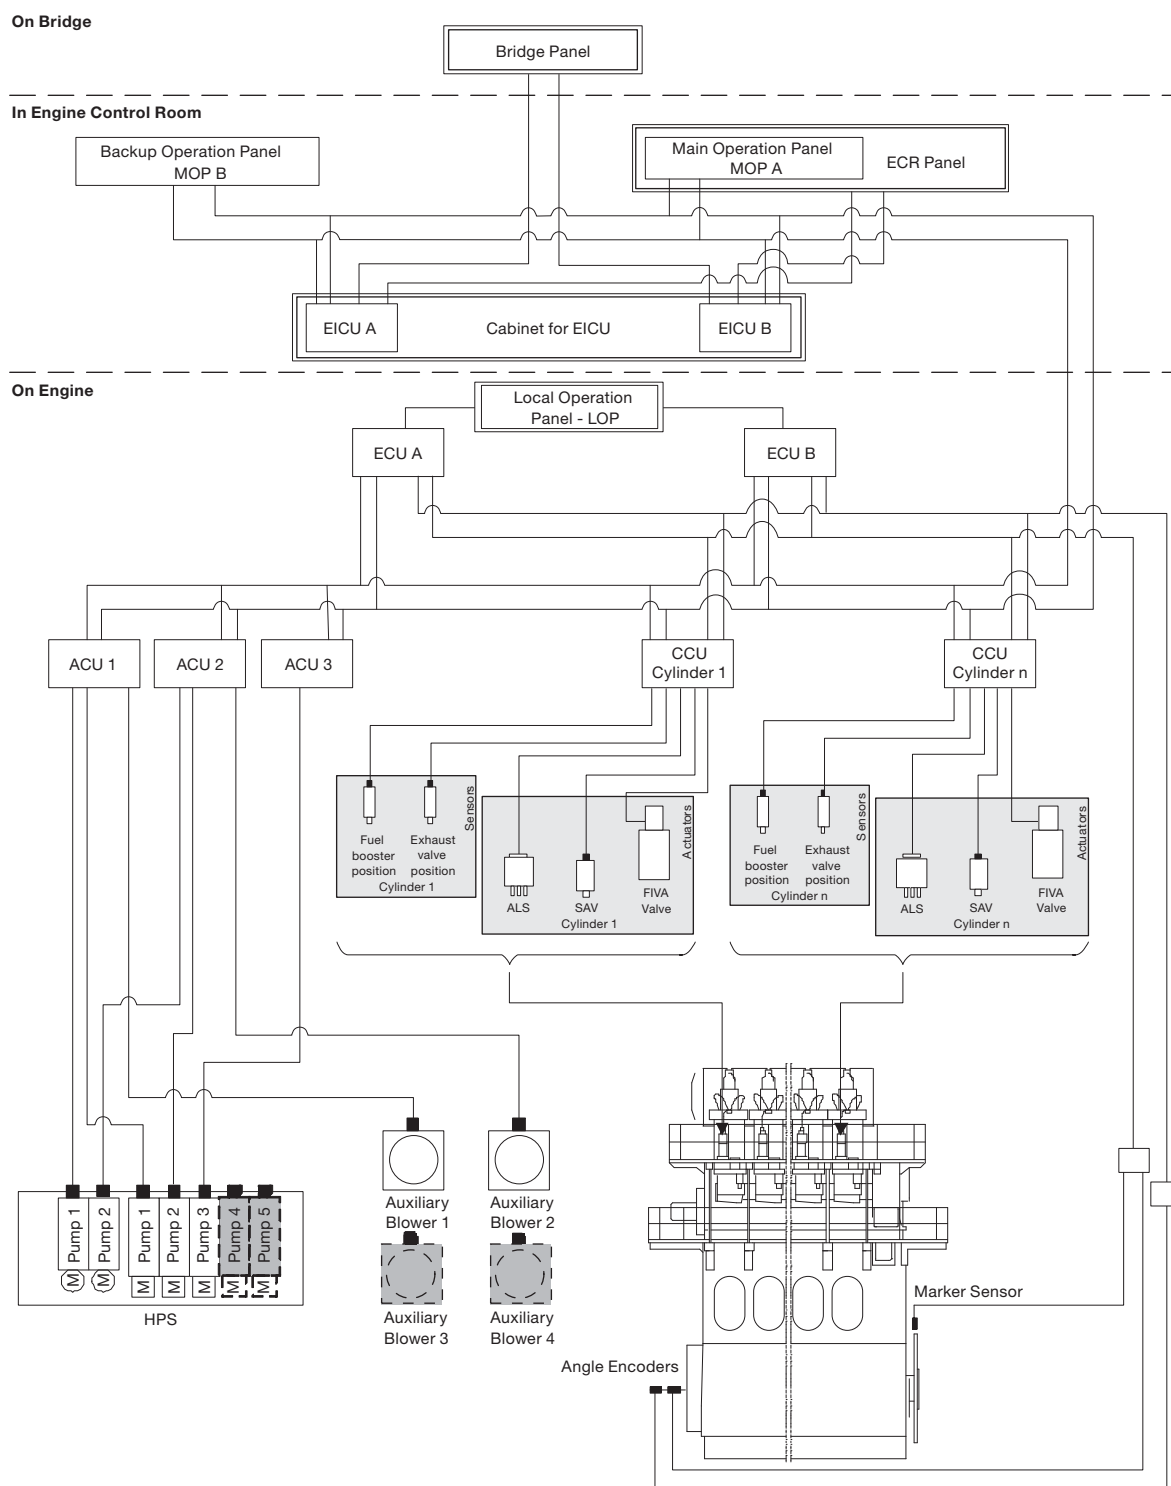 On Bridge
Bridge Panel
In Engine Control Room
Backup Operation Panel
MOP B
Main Operation Panel
MOP A
ECR Panel
EICU A
Cabinet for EICU
EICU B
On Engine
Local Operation
Panel - LOP
ECU A
ECU B
ACU 1
ACU 2
ACU 3
CCU
Cylinder 1
CCU
Cylinder n
Fuel
booster
position
Exhaust
valve
position
Cylinder 1
Sensors
ALS
SAV
Cylinder 1
FIVA
Valve
Actuators
Fuel
booster
position
Exhaust
valve
position
Cylinder n
Sensors
ALS
SAV
Cylinder n
FIVA
Valve
Actuators
Pump 1
M
Pump 2
M
Pump 1
M
Pump 2
M
Pump 3
M
Pump 4
M
Pump 5
M
HPS
Auxiliary
Blower 1
Auxiliary
Blower 2
Auxiliary
Blower 3
Auxiliary
Blower 4
Marker Sensor
Angle Encoders